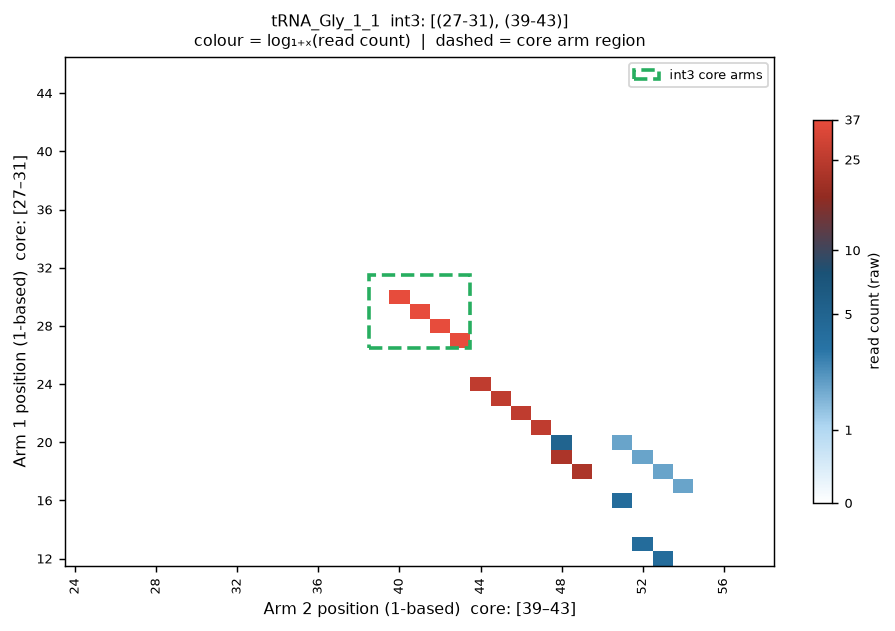 tRNA_Gly_1_1  int3: [(27-31), (39-43)]
colour = log₁₊ₓ(read count)  |  dashed = core arm region
int3 core arms
Arm 1 position (1-based)  core: [27–31]
44
40
36
32
28
24
20
16
12
24 28 32 36 40 44 48 52 56
Arm 2 position (1-based)  core: [39–43]
37
25
10
5
1
0
read count (raw)